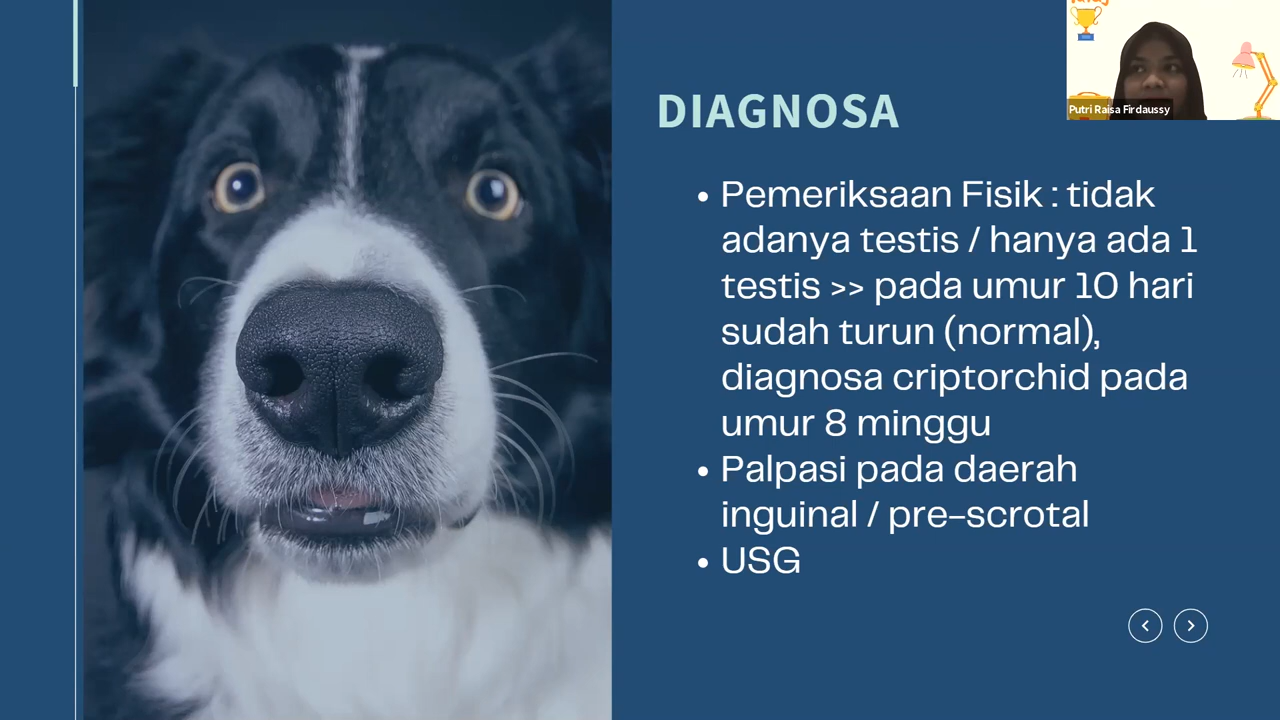 DIAGNOSA
Putri Raisa Firdaussy
• Pemeriksaan Fisik : tidak
adanya testis / hanya ada 1
testis >> pada umur 10 hari
sudah turun (normal),
diagnosa criptorchid pada
umur 8 minggu
• Palpasi pada daerah
inguinal / pre-scrotal
• USG